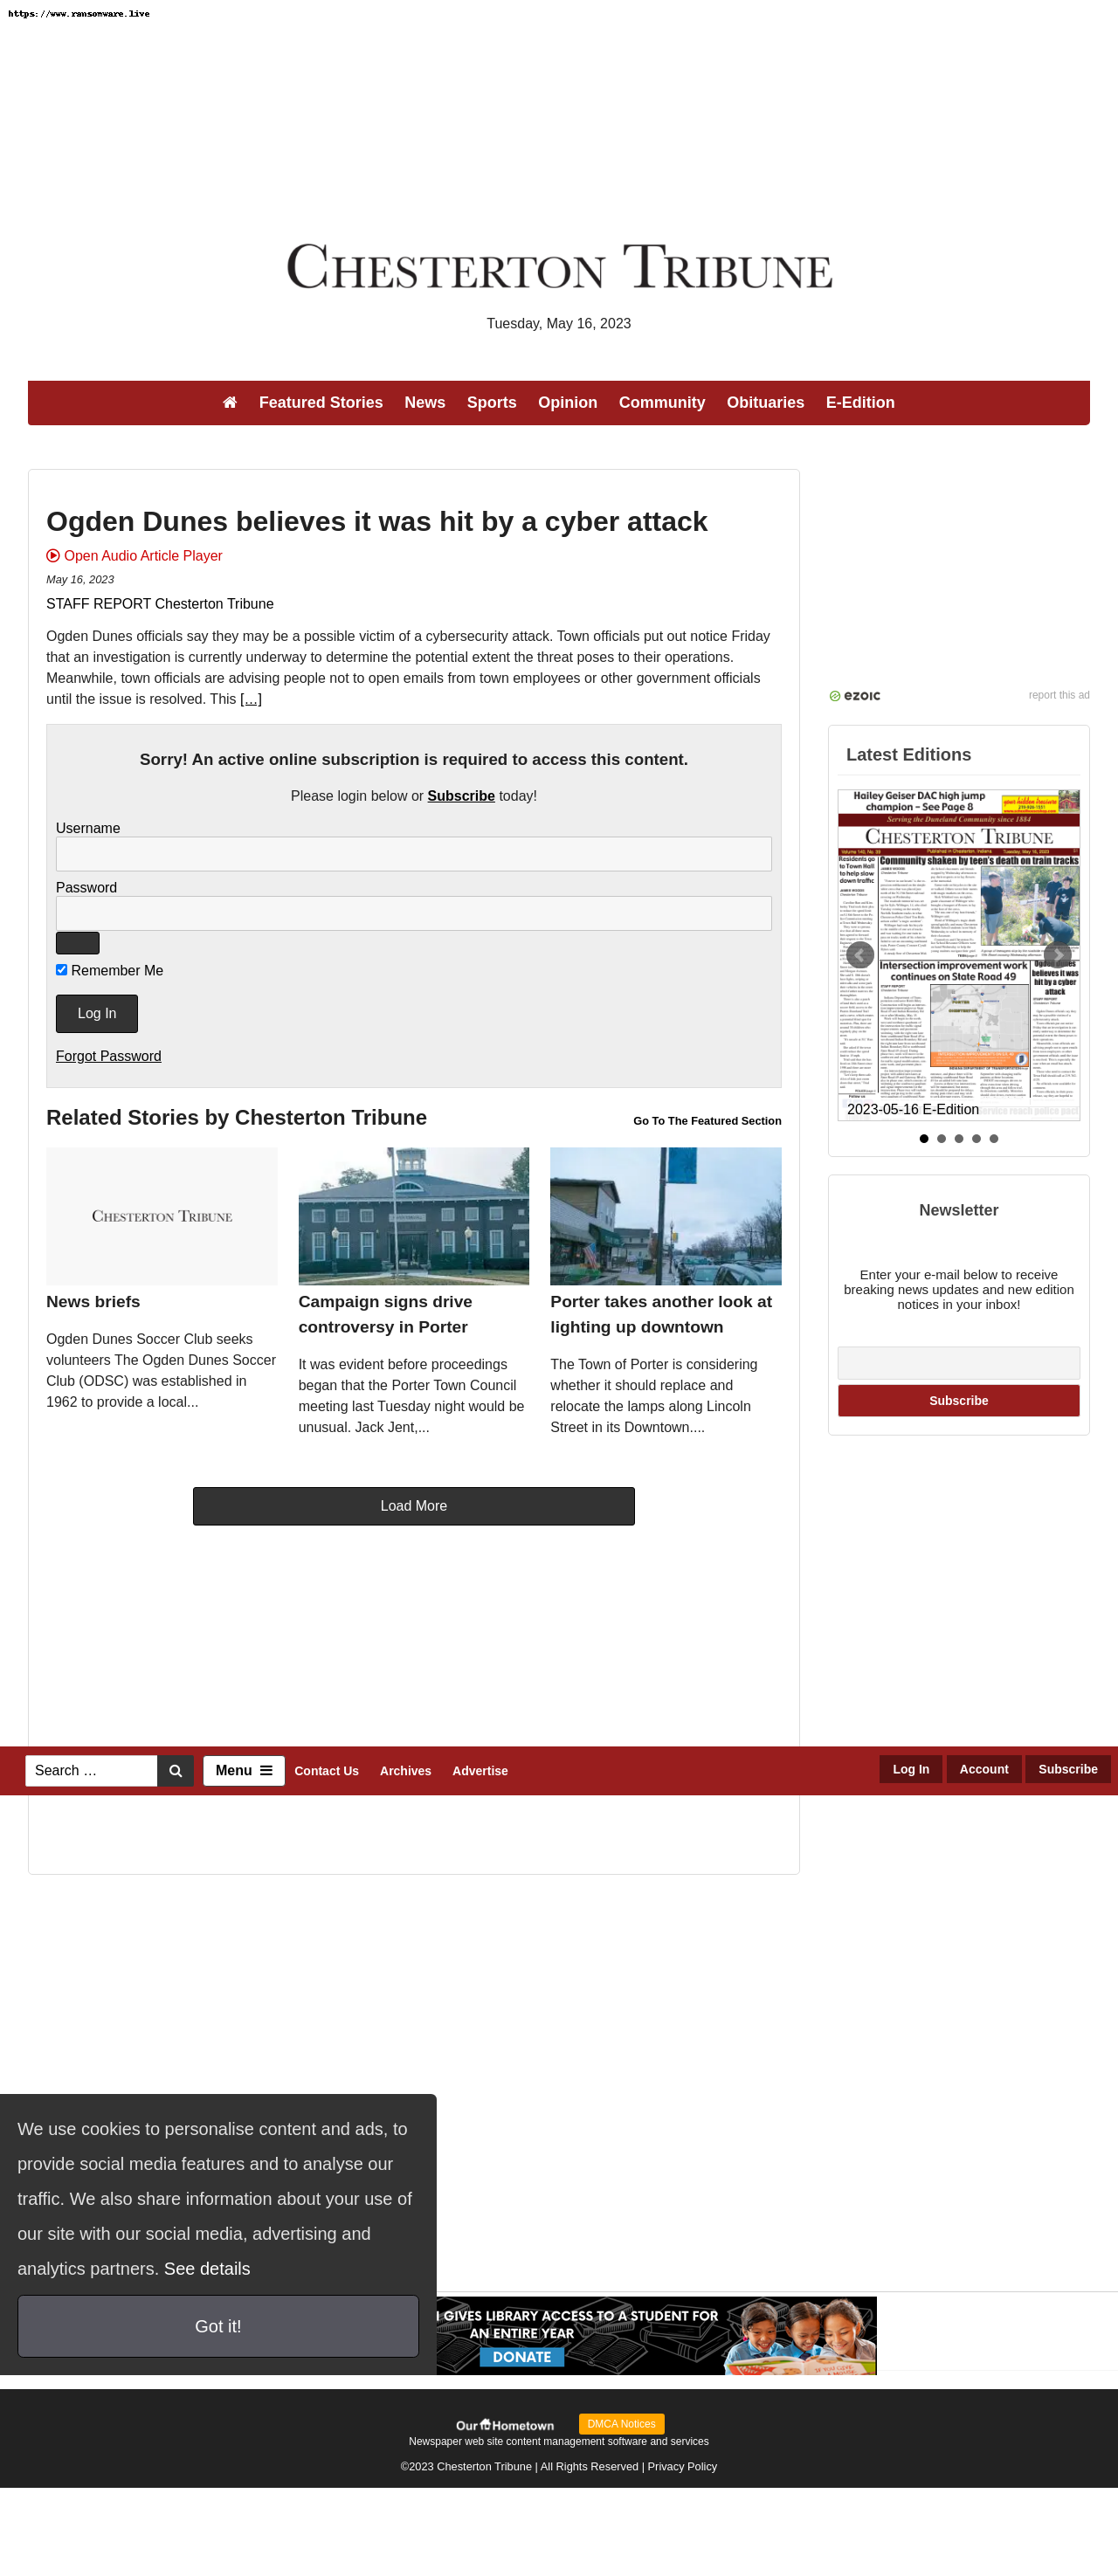 https://www.ransomware.live
CHESTERTON TRIBUNE
Tuesday, May 16, 2023
Featured Stories News Sports Opinion Community Obituaries E-Edition
Ogden Dunes believes it was hit by a cyber attack
Open Audio Article Player
May 16, 2023
STAFF REPORT Chesterton Tribune
Ogden Dunes officials say they may be a possible victim of a cybersecurity attack. Town officials put out notice Friday
that an investigation is currently underway to determine the potential extent the threat poses to their operations.
Meanwhile, town officials are advising people not to open emails from town employees or other government officials
until the issue is resolved. This [...]
Sorry! An active online subscription is required to access this content.
Please login below or Subscribe today!
Username
Password
Remember Me
Log In
Forgot Password
Related Stories by Chesterton Tribune
Go To The Featured Section
CHESTERTON TRIBUNE
News briefs
Ogden Dunes Soccer Club seeks
volunteers The Ogden Dunes Soccer
Club (ODSC) was established in
1962 to provide a local...
Campaign signs drive
controversy in Porter
It was evident before proceedings
began that the Porter Town Council
meeting last Tuesday night would be
unusual. Jack Jent,...
Porter takes another look at
lighting up downtown
The Town of Porter is considering
whether it should replace and
relocate the lamps along Lincoln
Street in its Downtown....
Load More
ezoic
report this ad
Latest Editions
Hailey Geiser DAC high jump
champion – See Page 8
Serving the Duneland Community since 1884
CHESTERTON TRIBUNE
Residents go
to Town Hall
to help slow
down traffic
Community shaken by teen's death on train tracks
Intersection improvement work
continues on State Road 49
Ogden Dunes
believes it was
hit by a cyber
attack
2023-05-16 E-Edition
Newsletter
Enter your e-mail below to receive
breaking news updates and new edition
notices in your inbox!
Subscribe
Search …
Menu
Contact Us Archives Advertise
Log In Account Subscribe
We use cookies to personalise content and ads, to
provide social media features and to analyse our
traffic. We also share information about your use of
our site with our social media, advertising and
analytics partners. See details
Got it!
GIVES LIBRARY ACCESS TO A STUDENT FOR
AN ENTIRE YEAR
DONATE
Our Hometown
DMCA Notices
Newspaper web site content management software and services
©2023 Chesterton Tribune | All Rights Reserved | Privacy Policy